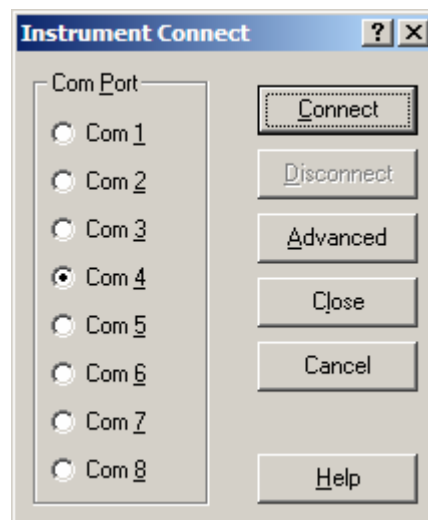 Instrument Connect
Com Port
Com 1
Com 2
Com 3
Com 4
Com 5
Com 6
Com 7
Com 8
Connect
Disconnect
Advanced
Close
Cancel
Help